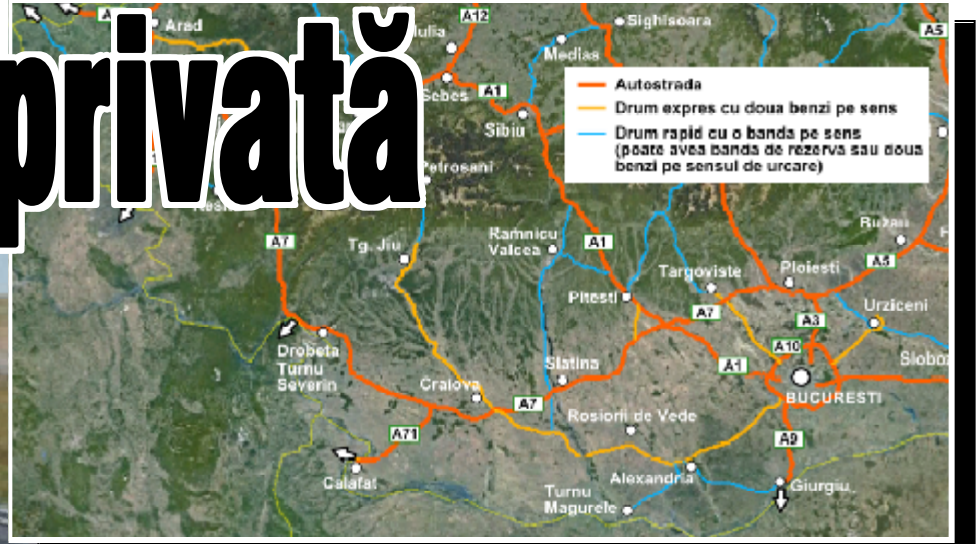 privată
Arad
A12
Sighisoara
A5
Iulia
Medias
Sebes
A1
Sibiu
Autostrada
Drum expres cu doua benzi pe sens
Drum rapid cu o banda pe sens
(poate avea banda de rezerva sau doua
benzi pe sensul de urcare)
Petrosani
A7
Tg. Jiu
Ramnicu
Valcea
A1
Buzau
A5
Targoviste
Ploiesti
Pitesti
A7
Urziceni
A3
A10
Drobeta
Turnu
Severin
Slatina
A1
Sloboz
Craiova
A7
BUCURESTI
A71
Rosiorii de Vede
A9
Calafat
Alexandria
Giurgiu
Turnu
Magurele